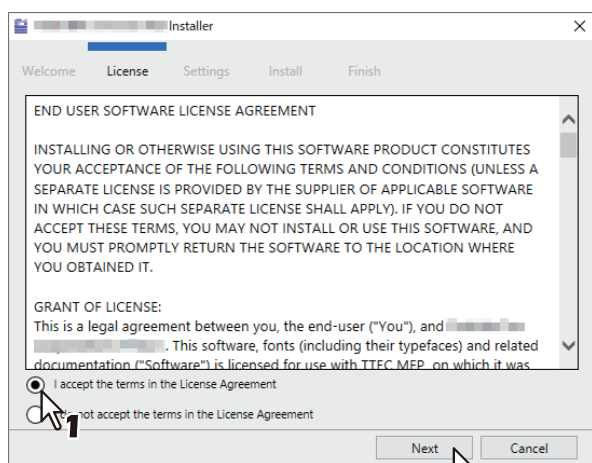 Installer
Welcome License Settings Install Finish
END USER SOFTWARE LICENSE AGREEMENT
INSTALLING OR OTHERWISE USING THIS SOFTWARE PRODUCT CONSTITUTES
YOUR ACCEPTANCE OF THE FOLLOWING TERMS AND CONDITIONS (UNLESS A
SEPARATE LICENSE IS PROVIDED BY THE SUPPLIER OF APPLICABLE SOFTWARE
IN WHICH CASE SUCH SEPARATE LICENSE SHALL APPLY). IF YOU DO NOT
ACCEPT THESE TERMS, YOU MAY NOT INSTALL OR USE THIS SOFTWARE, AND
YOU MUST PROMPTLY RETURN THE SOFTWARE TO THE LOCATION WHERE
YOU OBTAINED IT.
GRANT OF LICENSE:
This is a legal agreement between you, the end-user ("You"), and
. This software, fonts (including their typefaces) and related
documentation ("Software") is licensed for use with TTEC MFP on which it was
I accept the terms in the License Agreement
not accept the terms in the License Agreement
1
Next Cancel